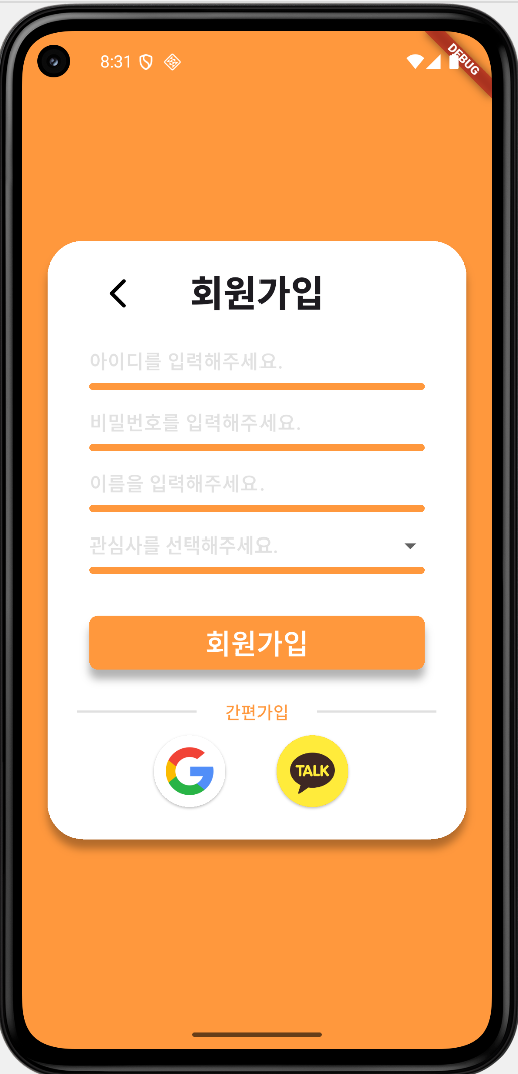 8:31
DEBUG
회원가입
아이디를 입력해주세요.
비밀번호를 입력해주세요.
이름을 입력해주세요.
관심사를 선택해주세요.
회원가입
간편가입
TALK